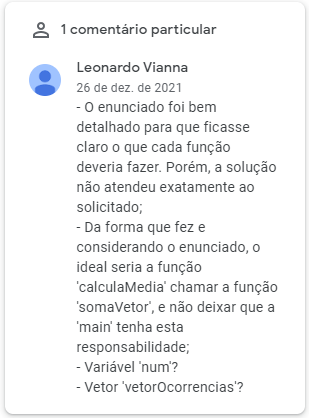 1 comentário particular
Leonardo Vianna
26 de dez. de 2021
- O enunciado foi bem
detalhado para que ficasse
claro o que cada função
deveria fazer. Porém, a solução
não atendeu exatamente ao
solicitado;
- Da forma que fez e
considerando o enunciado, o
ideal seria a função
'calculaMedia' chamar a função
'somaVetor', e não deixar que a
'main' tenha esta
responsabilidade;
- Variável 'num'?
- Vetor 'vetorOcorrencias'?